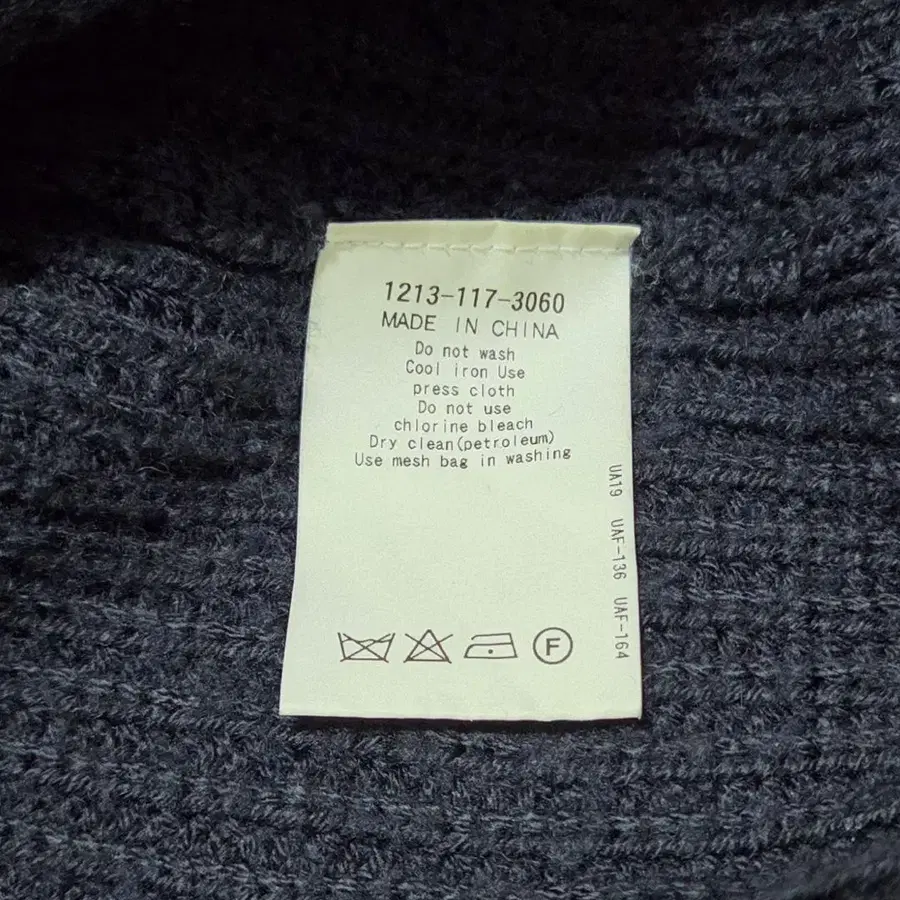 1213-117-3060
MADE IN CHINA
Do not wash
Cool iron Use
press cloth
Do not use
chlorine bleach
Dry clean(petroleum)
Use mesh bag in washing
UA19 UAF-136 UAF-164
F